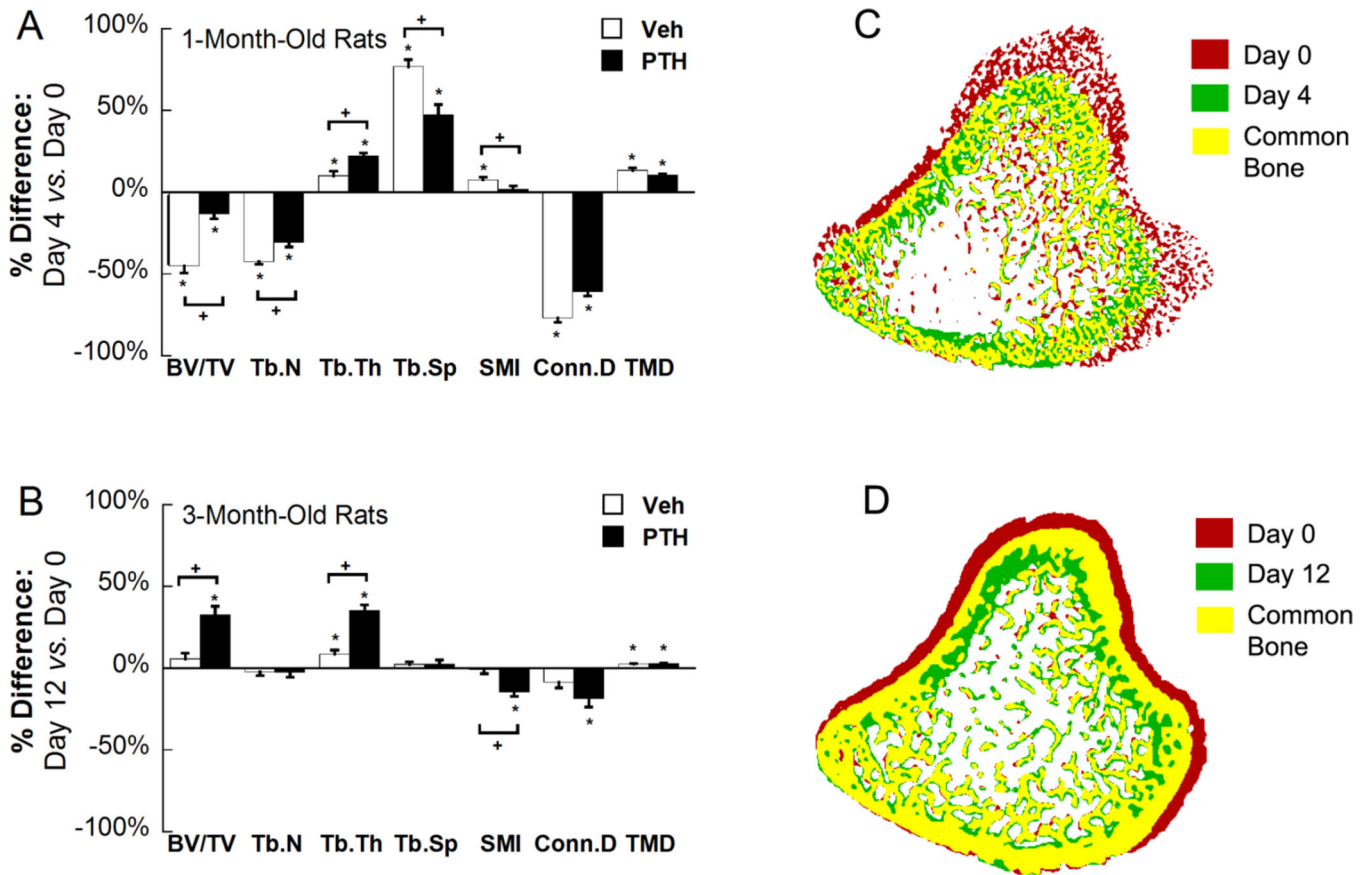 A
1-Month-Old Rats
Veh
PTH
% Difference:
Day 4 vs. Day 0
100%
50%
0%
-50%
-100%
* + * * + * * + * * + * * + * * * * *
BV/TV Tb.N Tb.Th Tb.Sp SMI Conn.D TMD
C
Day 0
Day 4
Common
Bone
B
3-Month-Old Rats
Veh
PTH
% Difference:
Day 12 vs. Day 0
100%
50%
0%
-50%
-100%
+ * + * * * + * * *
BV/TV Tb.N Tb.Th Tb.Sp SMI Conn.D TMD
D
Day 0
Day 12
Common
Bone